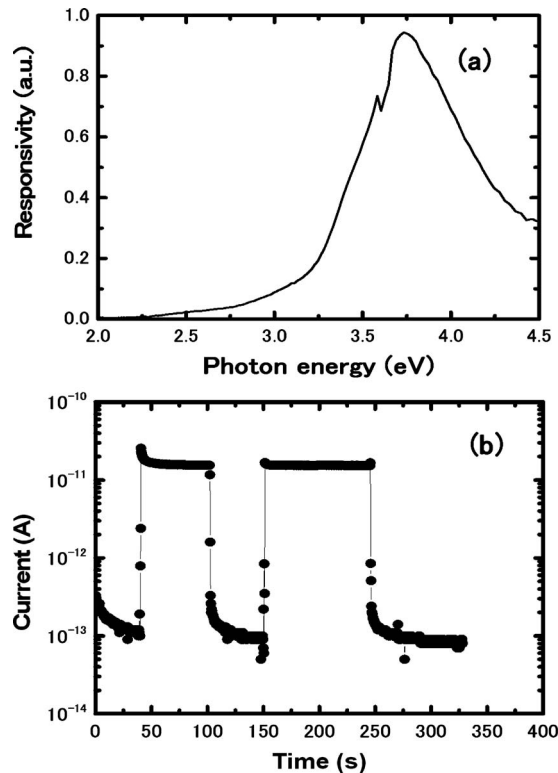 (a)
Responsivity (a.u.)
1.0
0.8
0.6
0.4
0.2
0.0
2.0 2.5 3.0 3.5 4.0 4.5
Photon energy (eV)
(b)
Current (A)
10⁻¹⁰
10⁻¹¹
10⁻¹²
10⁻¹³
10⁻¹⁴
0 50 100 150 200 250 300 350 400
Time (s)